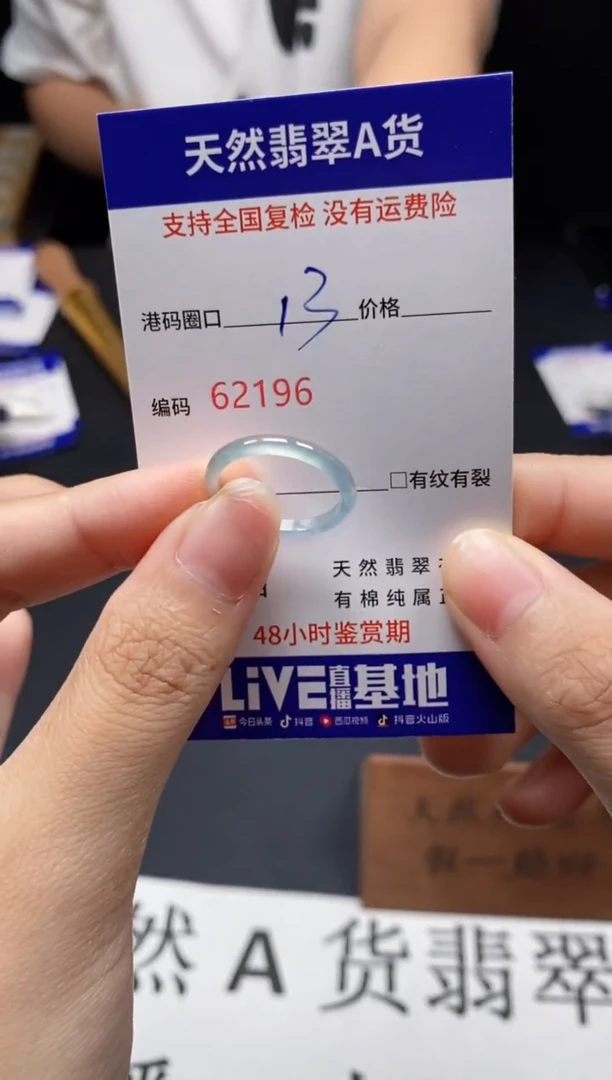 天然翡翠A货
支持全国复检 没有运费险
港码圈口 13 价格
编码 62196
□有纹有裂
天然翡翠
有棉纯属
48小时鉴赏期
LiVE直播基地
今日头条 抖音 西瓜视频 抖音火山版
然A货翡翠